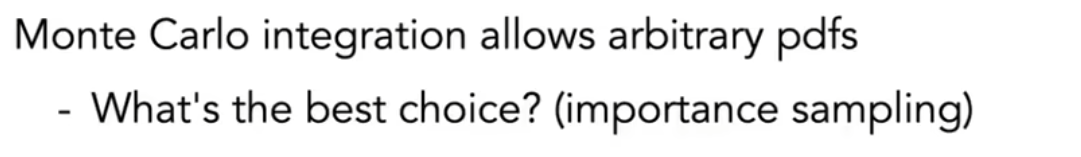 Monte Carlo integration allows arbitrary pdfs
- What's the best choice? (importance sampling)